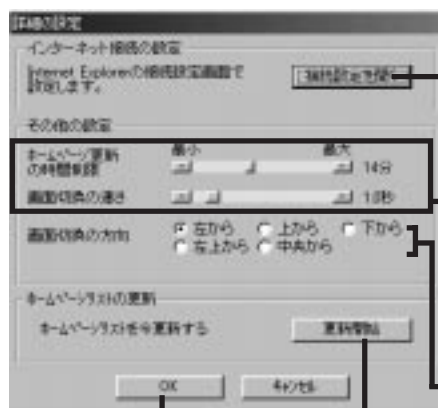 詳細の設定
インターネット接続の設定
Internet Explorerの接続設定画面で
設定します。
接続設定を開く
その他の設定
最小 最大
ホームページ更新
の時間制限
14分
画面切換の速さ
1.0秒
画面切換の方向
左から 上から 下から
左上から 中央から
ホームページリストの更新
ホームページリストを今更新する
更新開始
OK キャンセル